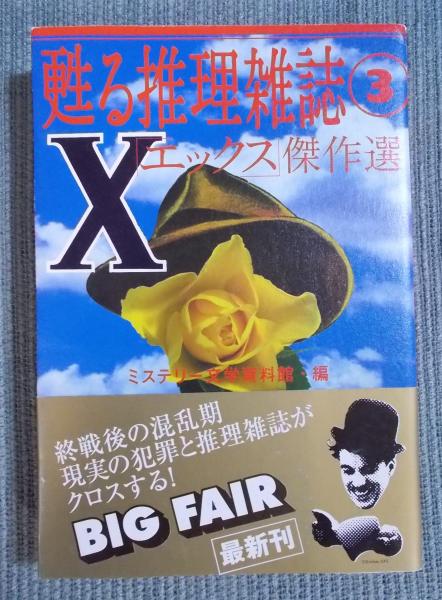 甦る推理雑誌③
X
「エックス」傑作選
ミステリー文学資料館・編
終戦後の混乱期
現実の犯罪と推理雑誌が
クロスする!
BIG FAIR
最新刊